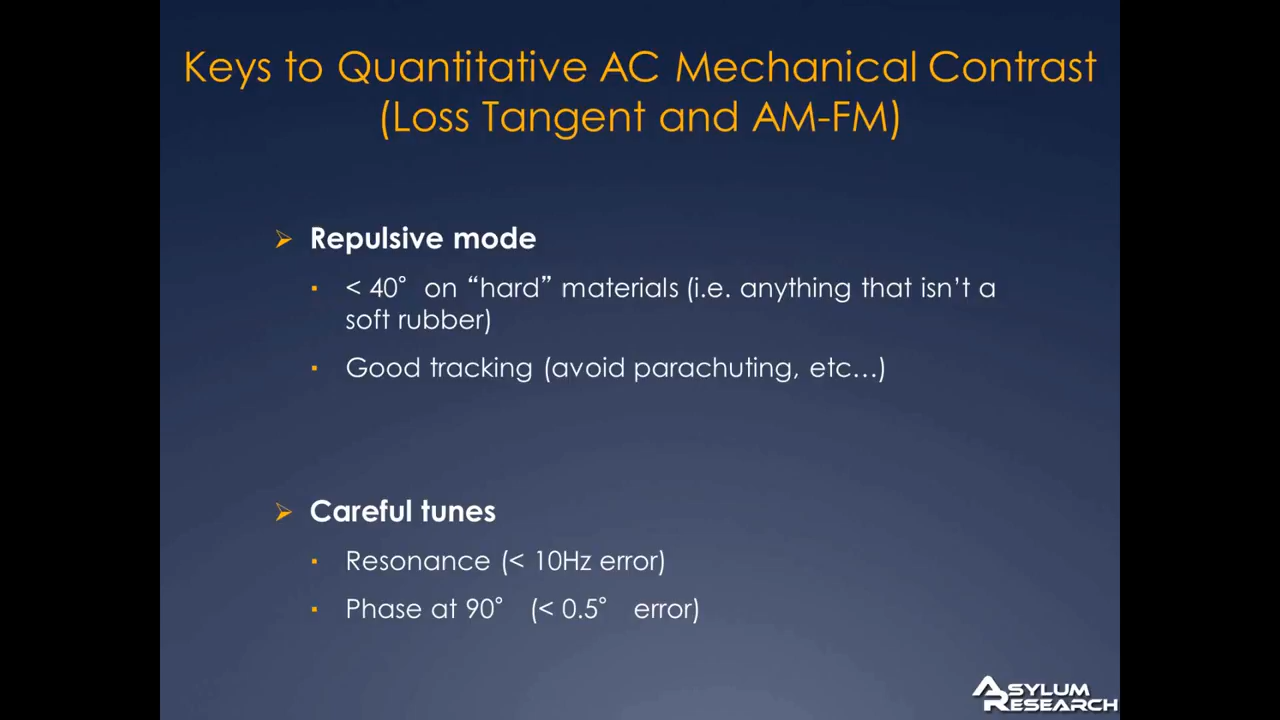 Keys to Quantitative AC Mechanical Contrast
(Loss Tangent and AM-FM)
Repulsive mode
< 40° on “hard” materials (i.e. anything that isn’t a
soft rubber)
Good tracking (avoid parachuting, etc…)
Careful tunes
Resonance (< 10Hz error)
Phase at 90° (< 0.5° error)
ASYLUM
RESEARCH